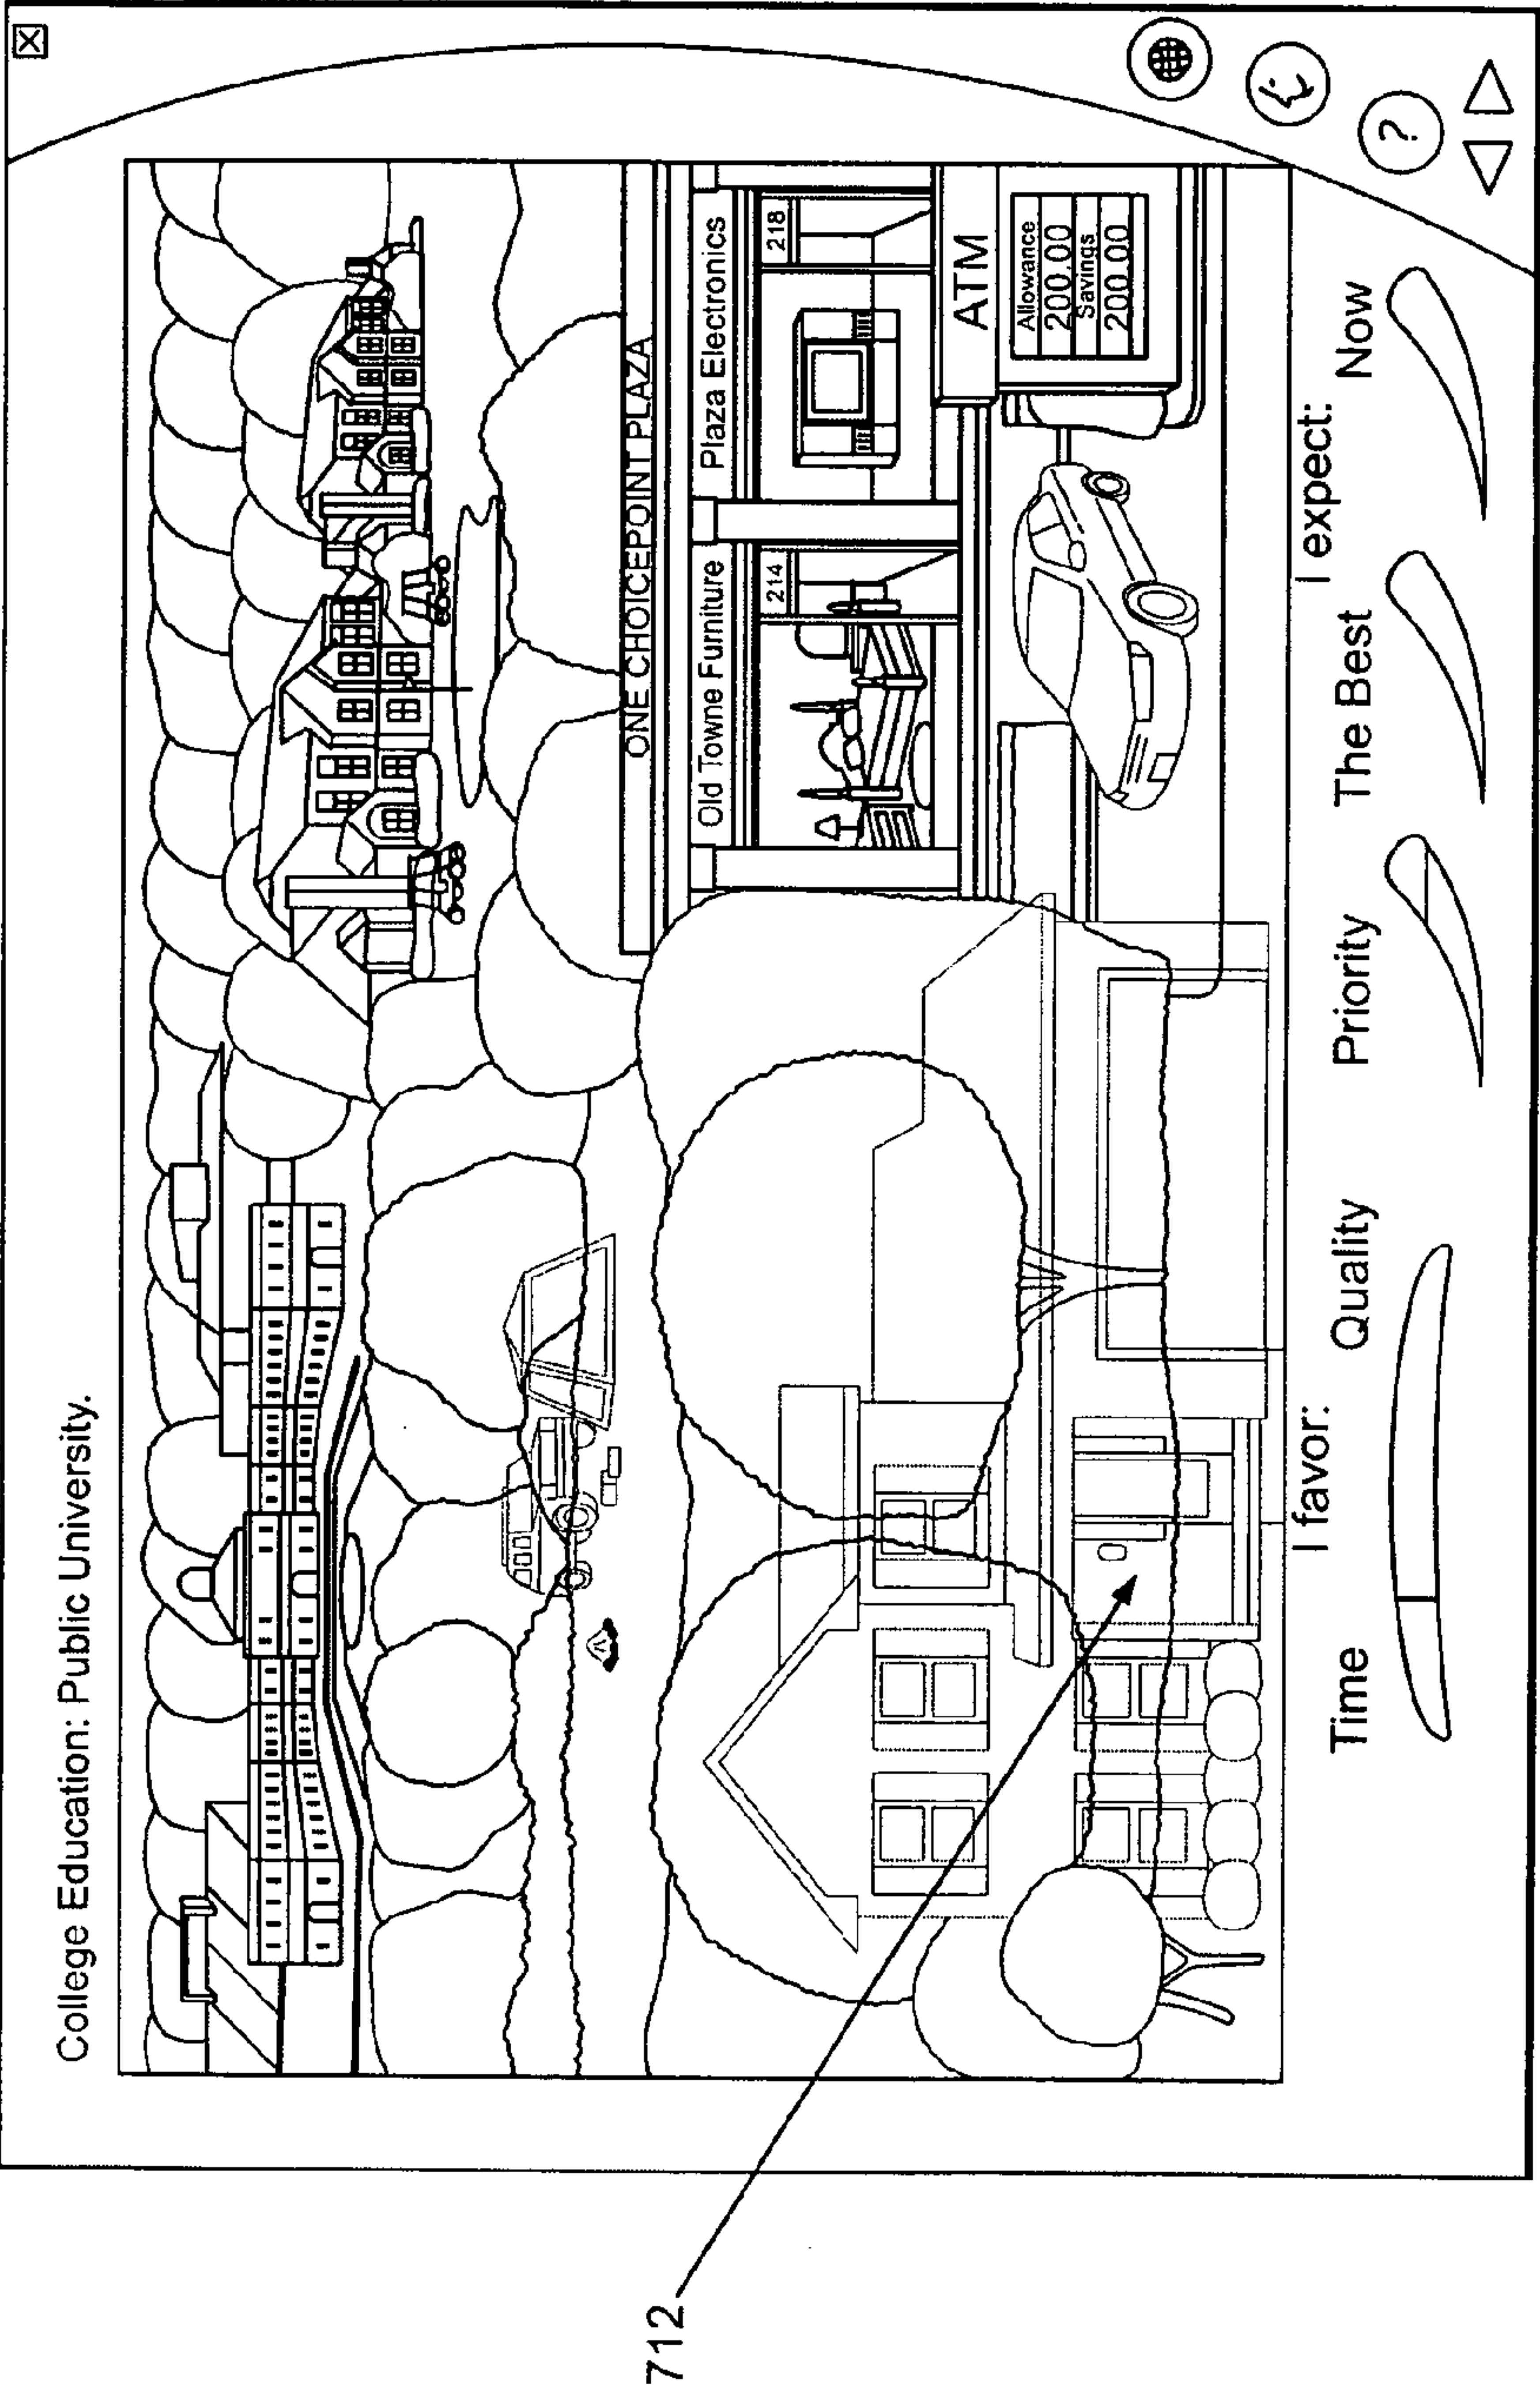 College Education: Public University.
X
ONE CHOICEPOINT PLAZA
Old Towne Furniture
Plaza Electronics
214
218
ATM
Allowance
200.00
Savings
200.00
?
I favor:
I expect:
Time
Quality
Priority
The Best
Now
712